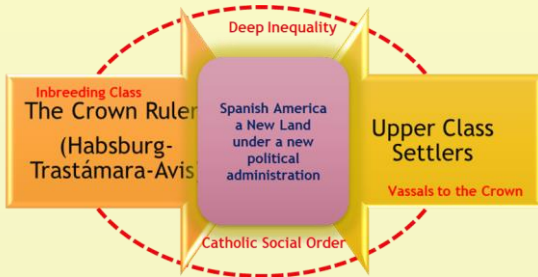 Deep Inequality
Inbreeding Class
The Crown Ruler
(Habsburg-
Trastámara-Avis)
Spanish America
a New Land
under a new
political
administration
Upper Class
Settlers
Vassals to the Crown
Catholic Social Order